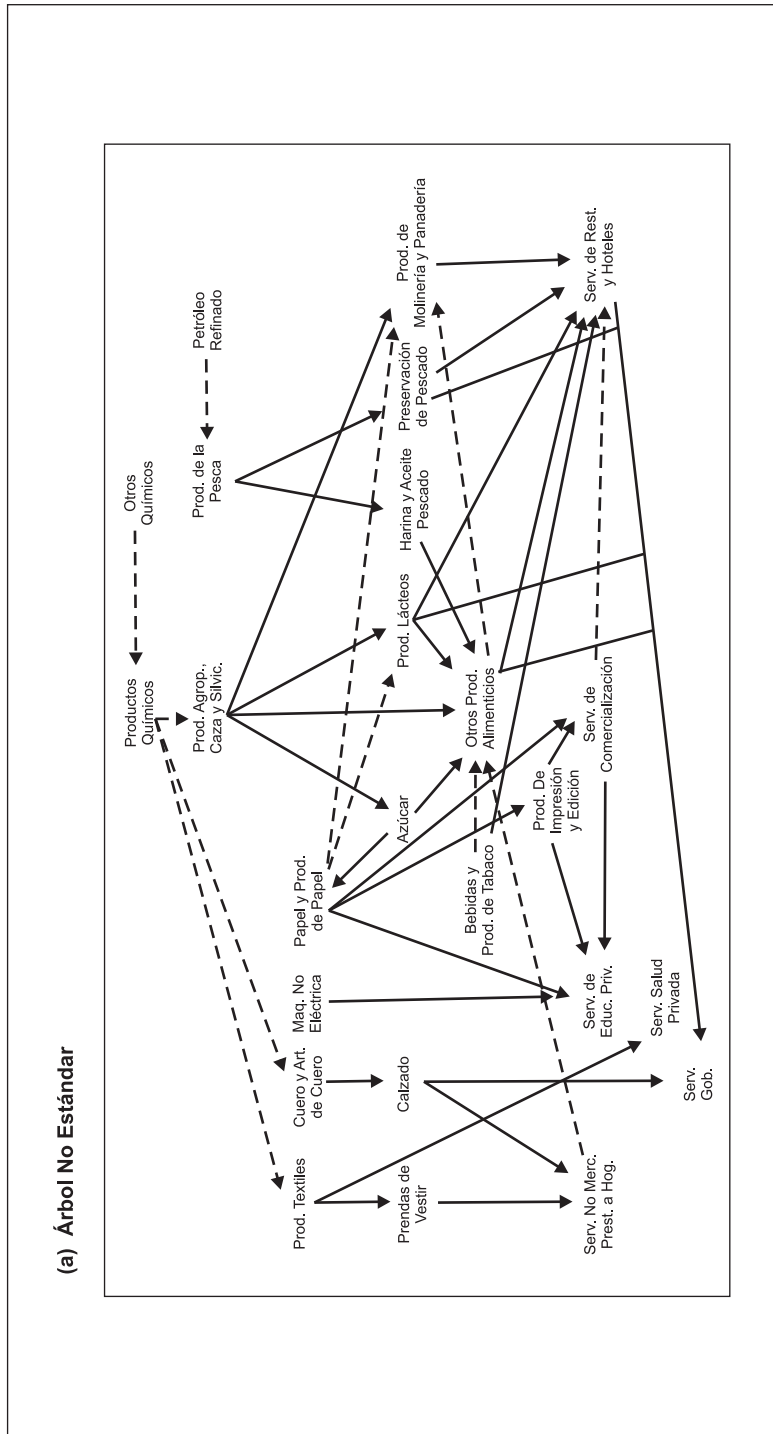 (a) Árbol No Estándar
Productos
Químicos
Otros
Químicos
Prod. Agrop.,
Caza y Silvic.
Prod. de la
Pesca
Petróleo
Refinado
Prod. Textiles
Cuero y Art.
de Cuero
Maq. No
Eléctrica
Papel y Prod.
de Papel
Prendas de
Vestir
Calzado
Azúcar
Prod. Lácteos
Harina y Aceite
Pescado
Preservación
de Pescado
Prod. de
Molinería y Panadería
Bebidas y
Prod. de Tabaco
Otros Prod.
Alimenticios
Prod. De
Impresión
y Edición
Serv. No Merc.
Prest. a Hog.
Serv. de
Educ. Priv.
Serv. de
Comercialización
Serv. de Rest.
y Hoteles
Serv. Salud
Privada
Serv.
Gob.